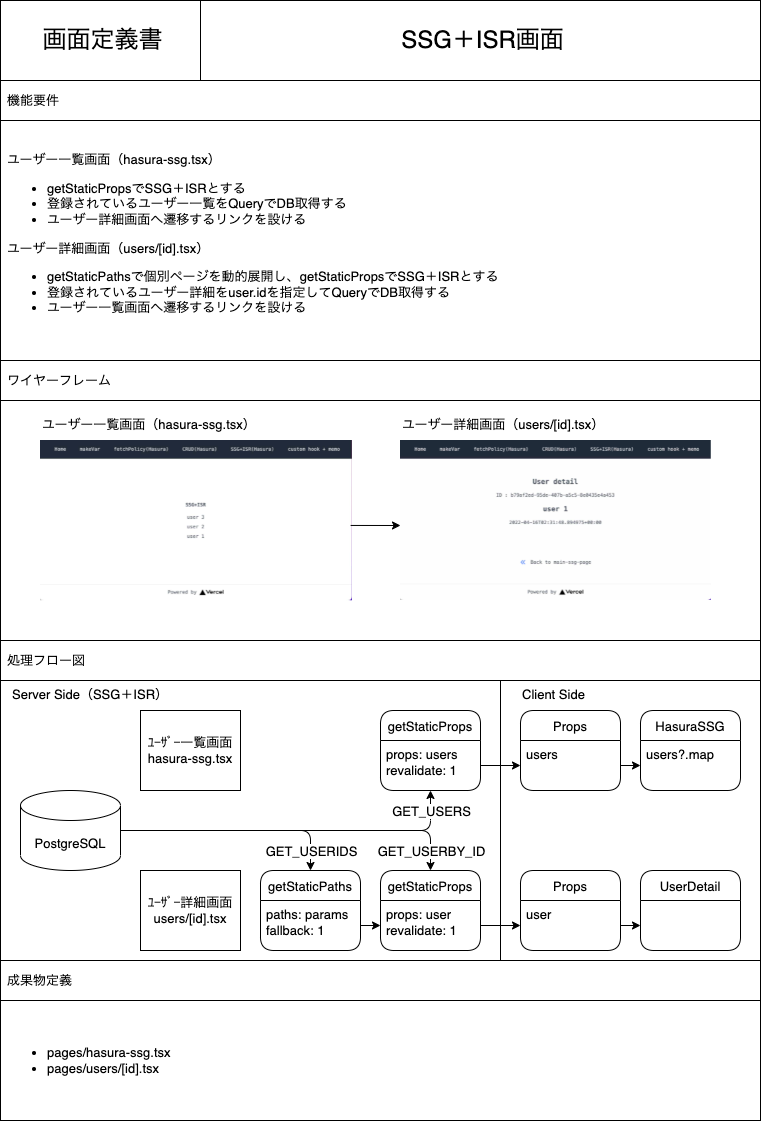 画面定義書
SSG＋ISR画面
機能要件
ユーザー一覧画面（hasura-ssg.tsx）
• getStaticPropsでSSG＋ISRとする
• 登録されているユーザー一覧をQueryでDB取得する
• ユーザー詳細画面へ遷移するリンクを設ける
ユーザー詳細画面（users/[id].tsx）
• getStaticPathsで個別ページを動的展開し、getStaticPropsでSSG＋ISRとする
• 登録されているユーザー詳細をuser.idを指定してQueryでDB取得する
• ユーザー一覧画面へ遷移するリンクを設ける
ワイヤーフレーム
ユーザー一覧画面（hasura-ssg.tsx）
Home makeVar fetchPolicy(Hasura) CRUD(Hasura) SSG+ISR(Hasura) custom hook + memo
SSG+ISR
user 3
user 2
user 1
Powered by Vercel
ユーザー詳細画面（users/[id].tsx）
Home makeVar fetchPolicy(Hasura) CRUD(Hasura) SSG+ISR(Hasura) custom hook + memo
User detail
ID :
user 1
Back to main-ssg-page
Powered by Vercel
処理フロー図
Server Side（SSG＋ISR）
Client Side
ﾕｰｻﾞｰ一覧画面
hasura-ssg.tsx
getStaticProps
props: users
revalidate: 1
Props
users
HasuraSSG
users?.map
GET_USERS
PostgreSQL
GET_USERIDS
GET_USERBY_ID
ﾕｰｻﾞｰ詳細画面
users/[id].tsx
getStaticPaths
paths: params
fallback: 1
getStaticProps
props: user
revalidate: 1
Props
user
UserDetail
成果物定義
• pages/hasura-ssg.tsx
• pages/users/[id].tsx